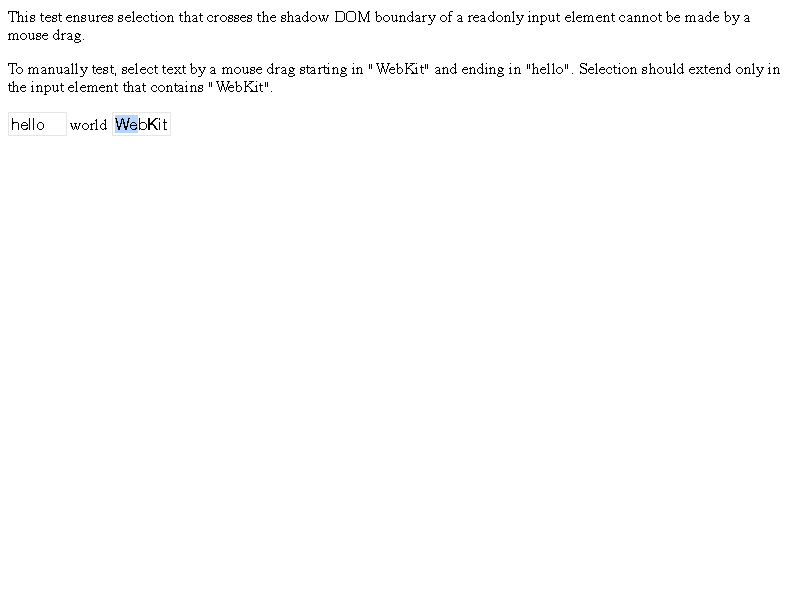 This test ensures selection that crosses the shadow DOM boundary of a readonly input element cannot be made by a
mouse drag.
To manually test, select text by a mouse drag starting in "WebKit" and ending in "hello". Selection should extend only in
the input element that contains "WebKit".
hello world WebKit